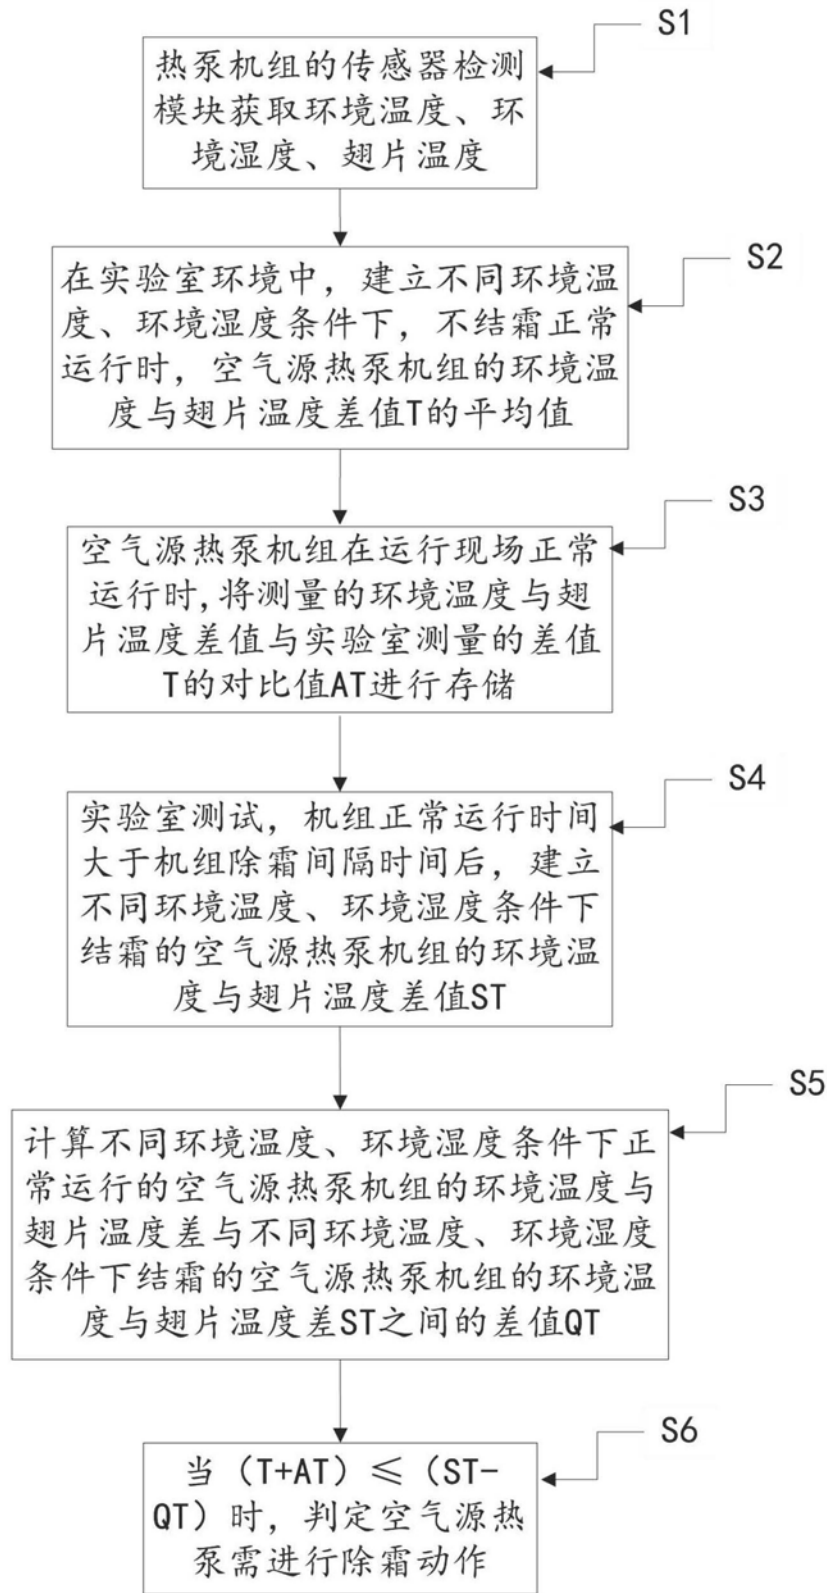 S1
热泵机组的传感器检测
模块获取环境温度、环
境湿度、翅片温度
S2
在实验室环境中，建立不同环境温
度、环境湿度条件下，不结霜正常
运行时，空气源热泵机组的环境温
度与翅片温度差值T的平均值
S3
空气源热泵机组在运行现场正常
运行时,将测量的环境温度与翅
片温度差值与实验室测量的差值
T的对比值AT进行存储
S4
实验室测试，机组正常运行时间
大于机组除霜间隔时间后，建立
不同环境温度、环境湿度条件下
结霜的空气源热泵机组的环境温
度与翅片温度差值ST
S5
计算不同环境温度、环境湿度条件下正
常运行的空气源热泵机组的环境温度与
翅片温度差与不同环境温度、环境湿度
条件下结霜的空气源热泵机组的环境温
度与翅片温度差ST之间的差值QT
S6
当（T+AT）≤（ST-
QT）时，判定空气源热
泵需进行除霜动作